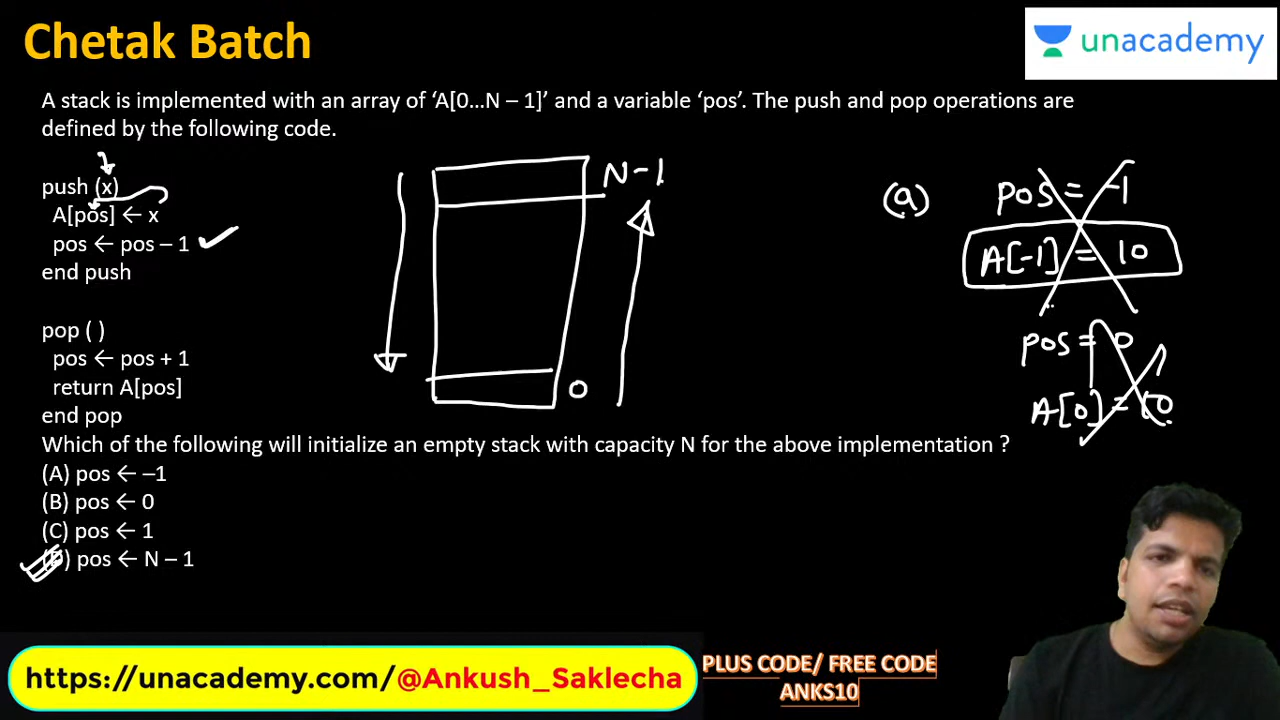 Chetak Batch
unacademy
A stack is implemented with an array of ‘A[0...N – 1]’ and a variable ‘pos’. The push and pop operations are
defined by the following code.
push (x)
A[pos] ← x
pos ← pos – 1
end push
pop ( )
pos ← pos + 1
return A[pos]
end pop
Which of the following will initialize an empty stack with capacity N for the above implementation ?
(A) pos ← –1
(B) pos ← 0
(C) pos ← 1
(D) pos ← N – 1
N-1
0
(a) pos = -1
A[-1] = 10
pos = 0
A[0] = 10
https://unacademy.com/@Ankush_Saklecha
PLUS CODE/ FREE CODE
ANKS10